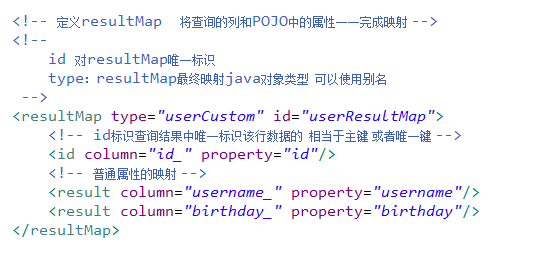 <!-- 定义resultMap 将查询的列和POJO中的属性一一完成映射 -->
<!--
id 对resultMap唯一标识
type：resultMap最终映射java对象类型 可以使用别名
-->
<resultMap type="userCustom" id="userResultMap">
<!-- id标识查询结果中唯一标识该行数据的 相当于主键 或者唯一键 -->
<id column="id_" property="id"/>
<!-- 普通属性的映射 -->
<result column="username_" property="username"/>
<result column="birthday_" property="birthday"/>
</resultMap>